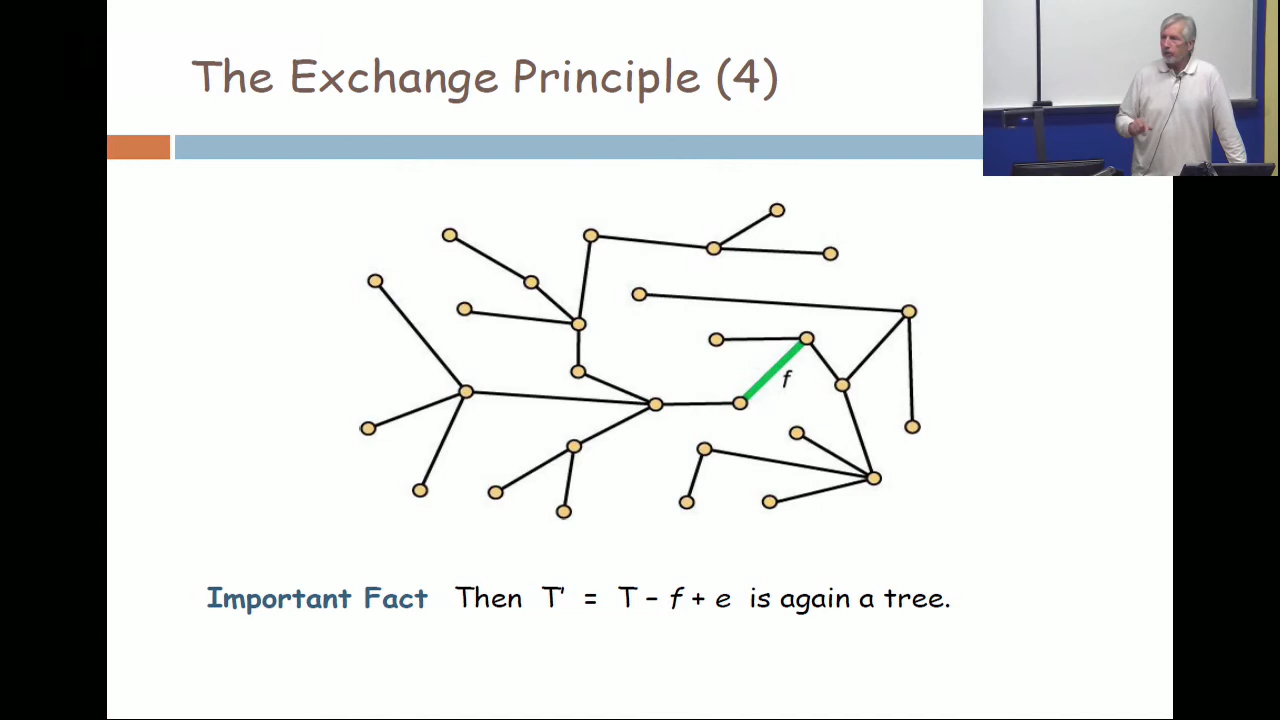 The Exchange Principle (4)
f
Important Fact Then T' = T – f + e is again a tree.